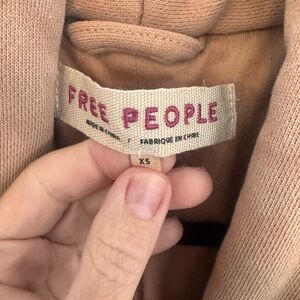 FREE PEOPLE
MADE IN CHINA / FABRIQUÉ EN CHINE
XS